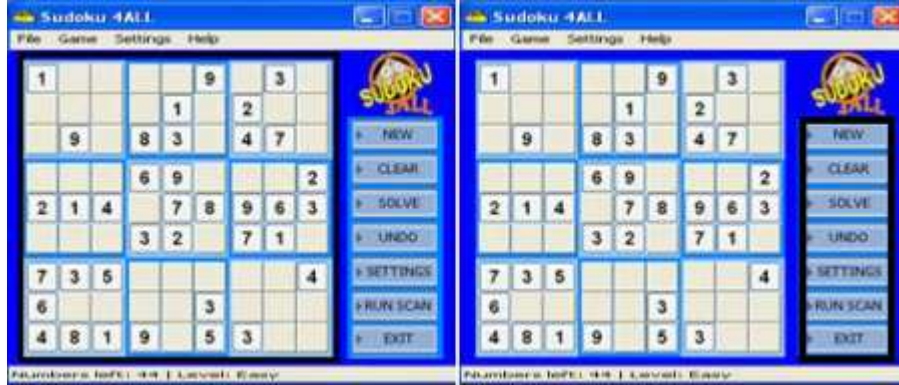 Sudoku 4ALL
File Game Settings Help
1 9 3
1 2
9 8 3 4 7
6 9 2
2 1 4 7 8 9 6 3
3 2 7 1
7 3 5 4
6 3
4 8 1 9 5 3
SUDOKU
4ALL
NEW
CLEAR
SOLVE
UNDO
SETTINGS
RUN SCAN
EXIT
Numbers left: 44 | Level: Easy
Sudoku 4ALL
File Game Settings Help
1 9 3
1 2
9 8 3 4 7
6 9 2
2 1 4 7 8 9 6 3
3 2 7 1
7 3 5 4
6 3
4 8 1 9 5 3
SUDOKU
4ALL
NEW
CLEAR
SOLVE
UNDO
SETTINGS
RUN SCAN
EXIT
Numbers left: 44 | Level: Easy